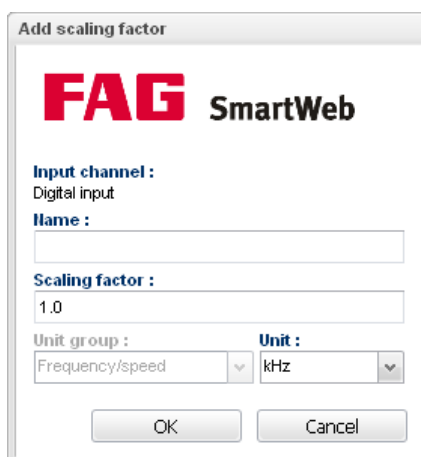 Add scaling factor
FAG SmartWeb
Input channel :
Digital input
Name :
Scaling factor :
1.0
Unit group : Unit :
Frequency/speed kHz
OK Cancel